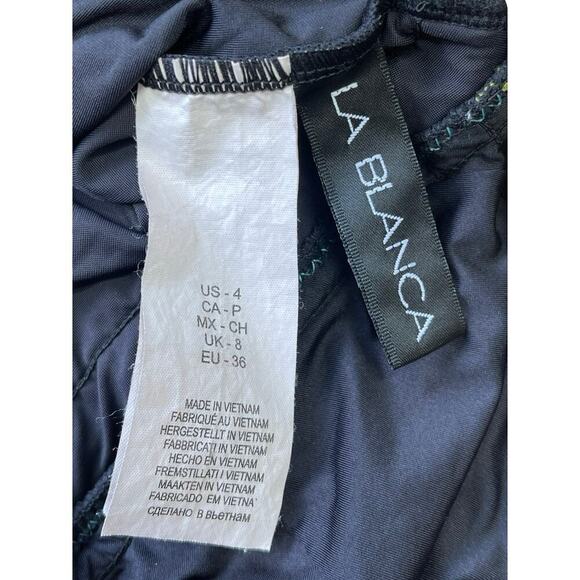 LA BLANCA
US - 4
CA - P
MX - CH
UK - 8
EU - 36
MADE IN VIETNAM
FABRIQUÉ AU VIETNAM
HERGESTELLT IN VIETNAM
FABBRICATI IN VIETNAM
HECHO EN VIETNAM
FREMSTILLATI I VIETNAM
MAAKTEN IN VIETNAM
FABRICADO EM VIETNA~
СДЕЛАНО В Вьетнам